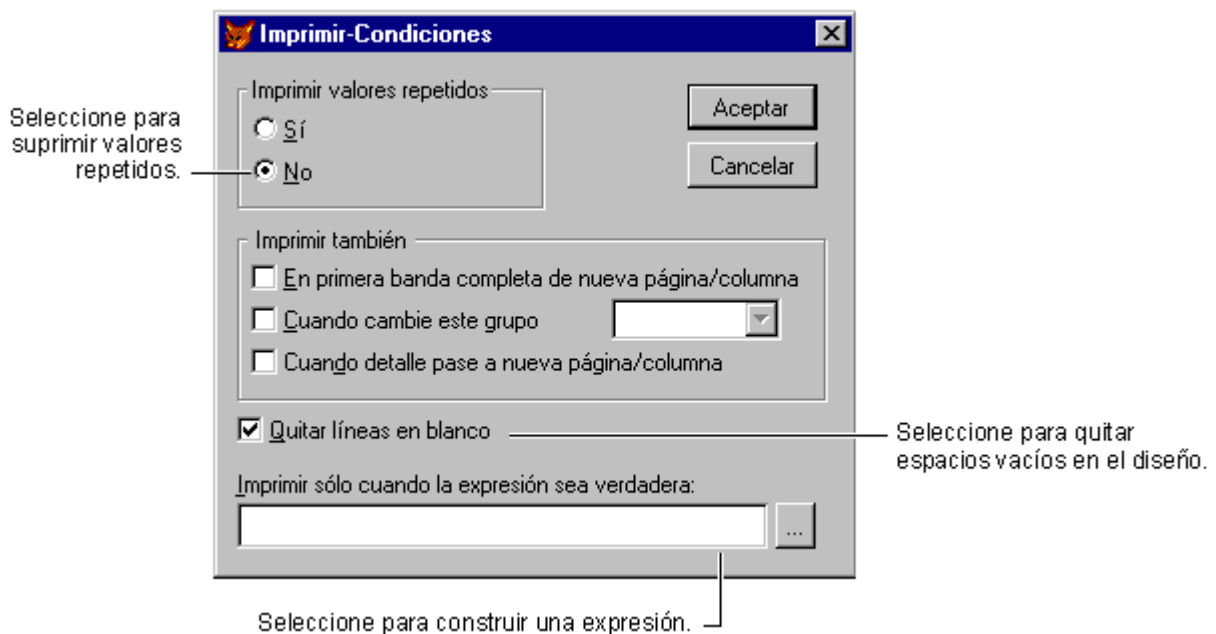 Imprimir-Condiciones
Imprimir valores repetidos
Sí
No
Aceptar
Cancelar
Seleccione para
suprimir valores
repetidos.
Imprimir también
En primera banda completa de nueva página/columna
Cuando cambie este grupo
Cuando detalle pase a nueva página/columna
Quitar líneas en blanco
Seleccione para quitar
espacios vacíos en el diseño.
Imprimir sólo cuando la expresión sea verdadera:
...
Seleccione para construir una expresión.